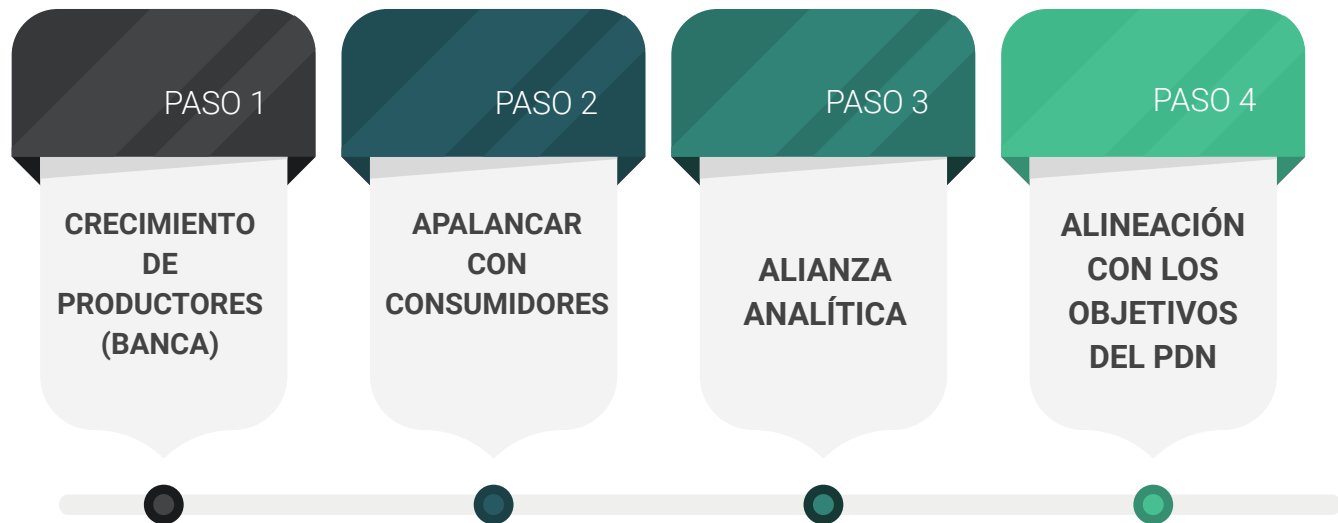 PASO 1
CRECIMIENTO
DE
PRODUCTORES
(BANCA)
PASO 2
APALANCAR
CON
CONSUMIDORES
PASO 3
ALIANZA
ANALÍTICA
PASO 4
ALINEACIÓN
CON LOS
OBJETIVOS
DEL PDN